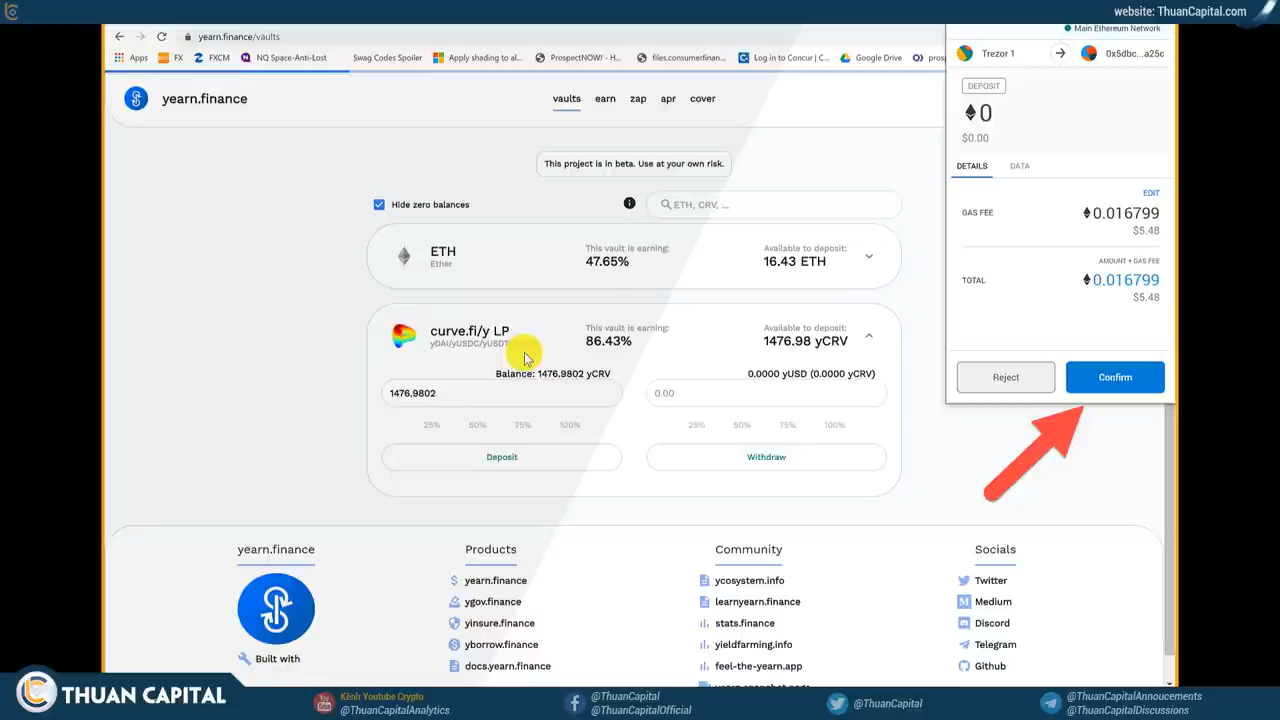 website: ThuanCapital.com
yearn.finance/vaults
Apps
FX
FXCM
NQ Space-Anti-Lost
Swag Codes Spoiler
Apply shading to al...
ProspectNOW! - H...
files.consumerfinan...
Log in to Concur | C...
Google Drive
Main Ethereum Network
Trezor 1
0x5dbc...a25c
yearn.finance
vaults
earn
zap
apr
cover
DEPOSIT
0
$0.00
This project is in beta. Use at your own risk.
DETAILS
DATA
EDIT
Hide zero balances
ETH, CRV, ...
GAS FEE
0.016799
$5.48
ETH
Ether
This vault is earning:
47.65%
Available to deposit:
16.43 ETH
AMOUNT + GAS FEE
TOTAL
0.016799
$5.48
curve.fi/y LP
yDAI/yUSDC/yUSDT
This vault is earning:
86.43%
Available to deposit:
1476.98 yCRV
Balance: 1476.9802 yCRV
0.0000 yUSD (0.0000 yCRV)
Reject
Confirm
1476.9802
0.00
25%
50%
75%
100%
25%
50%
75%
100%
Deposit
Withdraw
yearn.finance
Products
Community
Socials
yearn.finance
ygov.finance
yinsure.finance
yborrow.finance
docs.yearn.finance
ycosystem.info
learnyearn.finance
stats.finance
yieldfarming.info
feel-the-yearn.app
Twitter
Medium
Discord
Telegram
Github
Built with
THUAN CAPITAL
Kênh Youtube Crypto
@ThuanCapitalAnalytics
@ThuanCapital
@ThuanCapitalOfficial
@ThuanCapital
@ThuanCapitalAnnoucements
@ThuanCapitalDiscussions